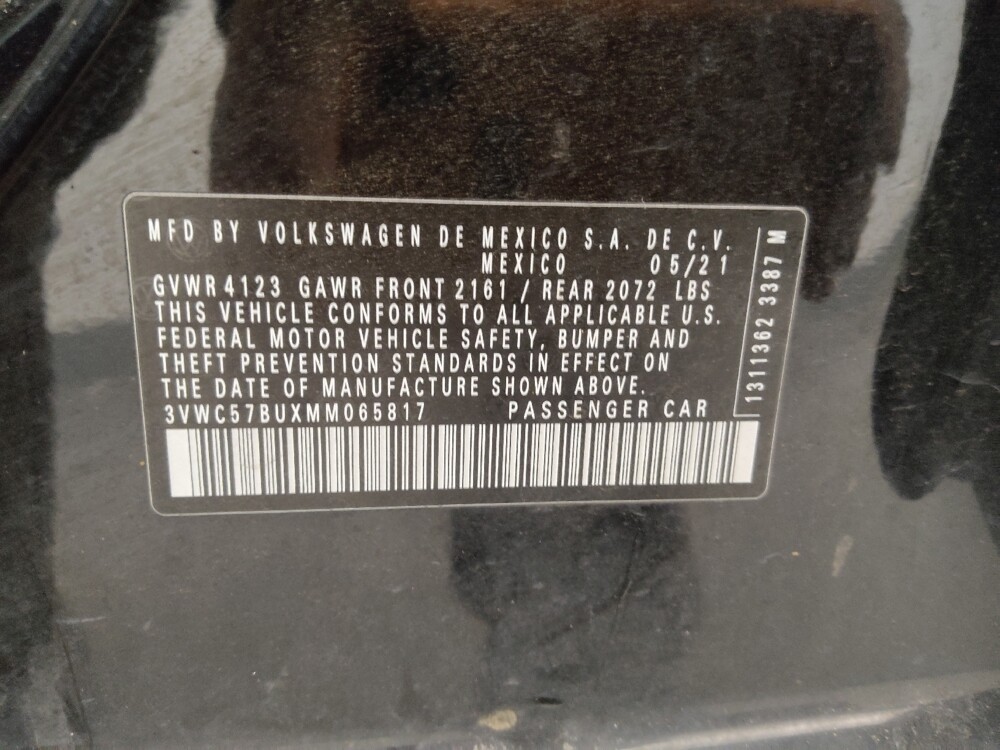 MFD BY VOLKSWAGEN DE MEXICO S.A. DE C.V.
MEXICO 05/21
GVWR 4123 GAWR FRONT 2161 / REAR 2072 LBS
THIS VEHICLE CONFORMS TO ALL APPLICABLE U.S.
FEDERAL MOTOR VEHICLE SAFETY, BUMPER AND
THEFT PREVENTION STANDARDS IN EFFECT ON
THE DATE OF MANUFACTURE SHOWN ABOVE.
3VWC57BUXMM065817 PASSENGER CAR
1311362 3387 M